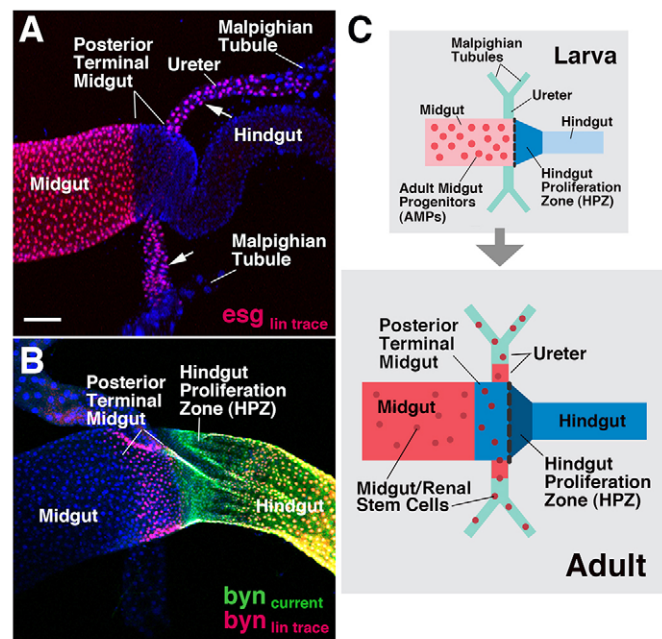 A
Malpighian
Tubule
Posterior
Terminal
Midgut
Ureter
Hindgut
Midgut
Malpighian
Tubule
esg lin trace
B
Posterior
Terminal
Midgut
Hindgut
Proliferation
Zone (HPZ)
Midgut
Hindgut
byn current
byn lin trace
C
Malpighian
Tubules
Larva
Ureter
Midgut
Hindgut
Adult Midgut
Progenitors
(AMPs)
Hindgut
Proliferation
Zone (HPZ)
Posterior
Terminal
Midgut
Ureter
Midgut
Hindgut
Midgut/Renal
Stem Cells
Hindgut
Proliferation
Zone (HPZ)
Adult